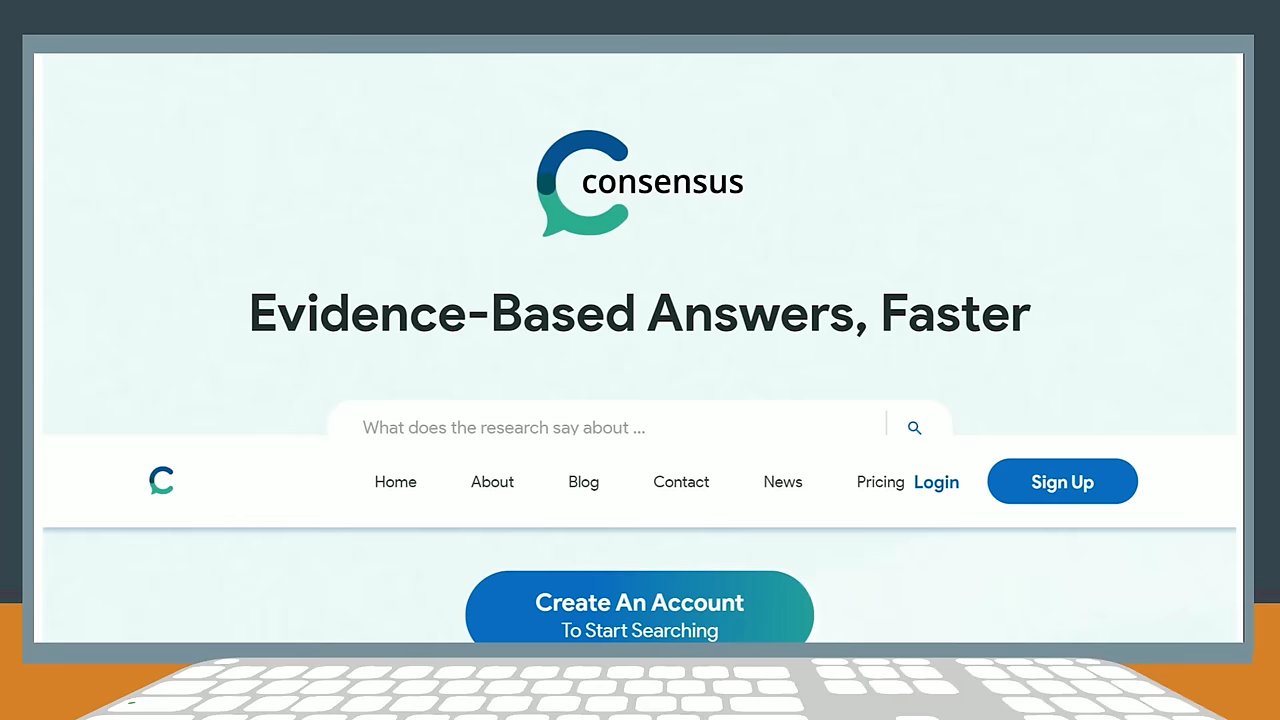 consensus
Evidence-Based Answers, Faster
What does the research say about ...
Home About Blog Contact News Pricing Login Sign Up
Create An Account
To Start Searching